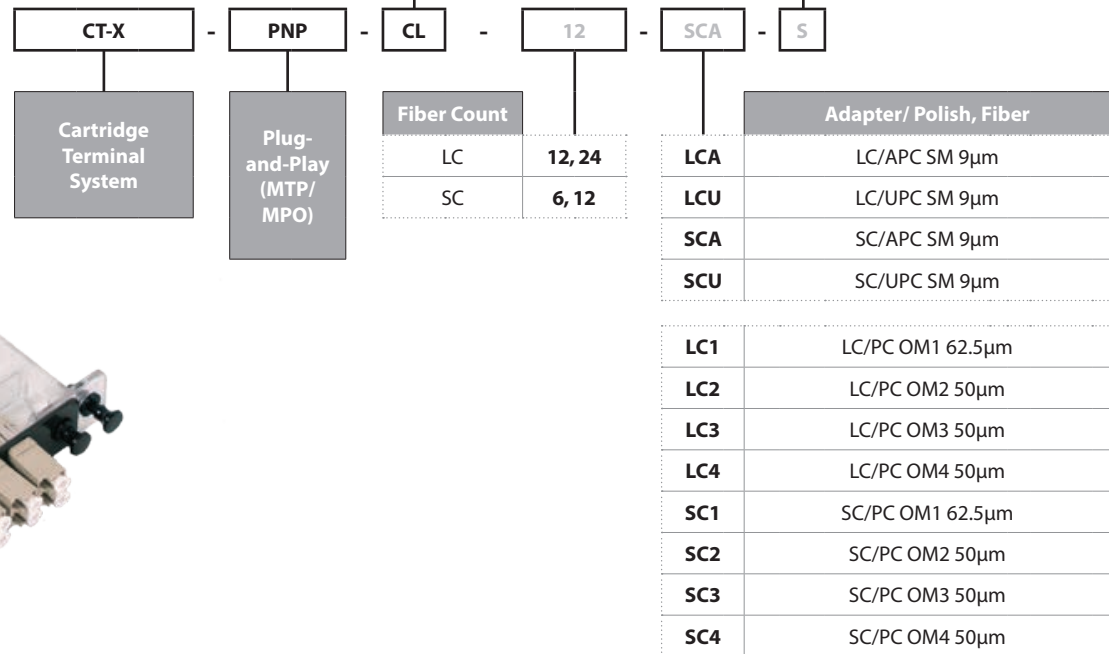 CT-X - PNP - CL - 12 - SCA - S
Cartridge
Terminal
System
Plug-
and-Play
(MTP/
MPO)
Fiber Count
LC 12, 24
SC 6, 12
Adapter/ Polish, Fiber
LCA LC/APC SM 9µm
LCU LC/UPC SM 9µm
SCA SC/APC SM 9µm
SCU SC/UPC SM 9µm
LC1 LC/PC OM1 62.5µm
LC2 LC/PC OM2 50µm
LC3 LC/PC OM3 50µm
LC4 LC/PC OM4 50µm
SC1 SC/PC OM1 62.5µm
SC2 SC/PC OM2 50µm
SC3 SC/PC OM3 50µm
SC4 SC/PC OM4 50µm